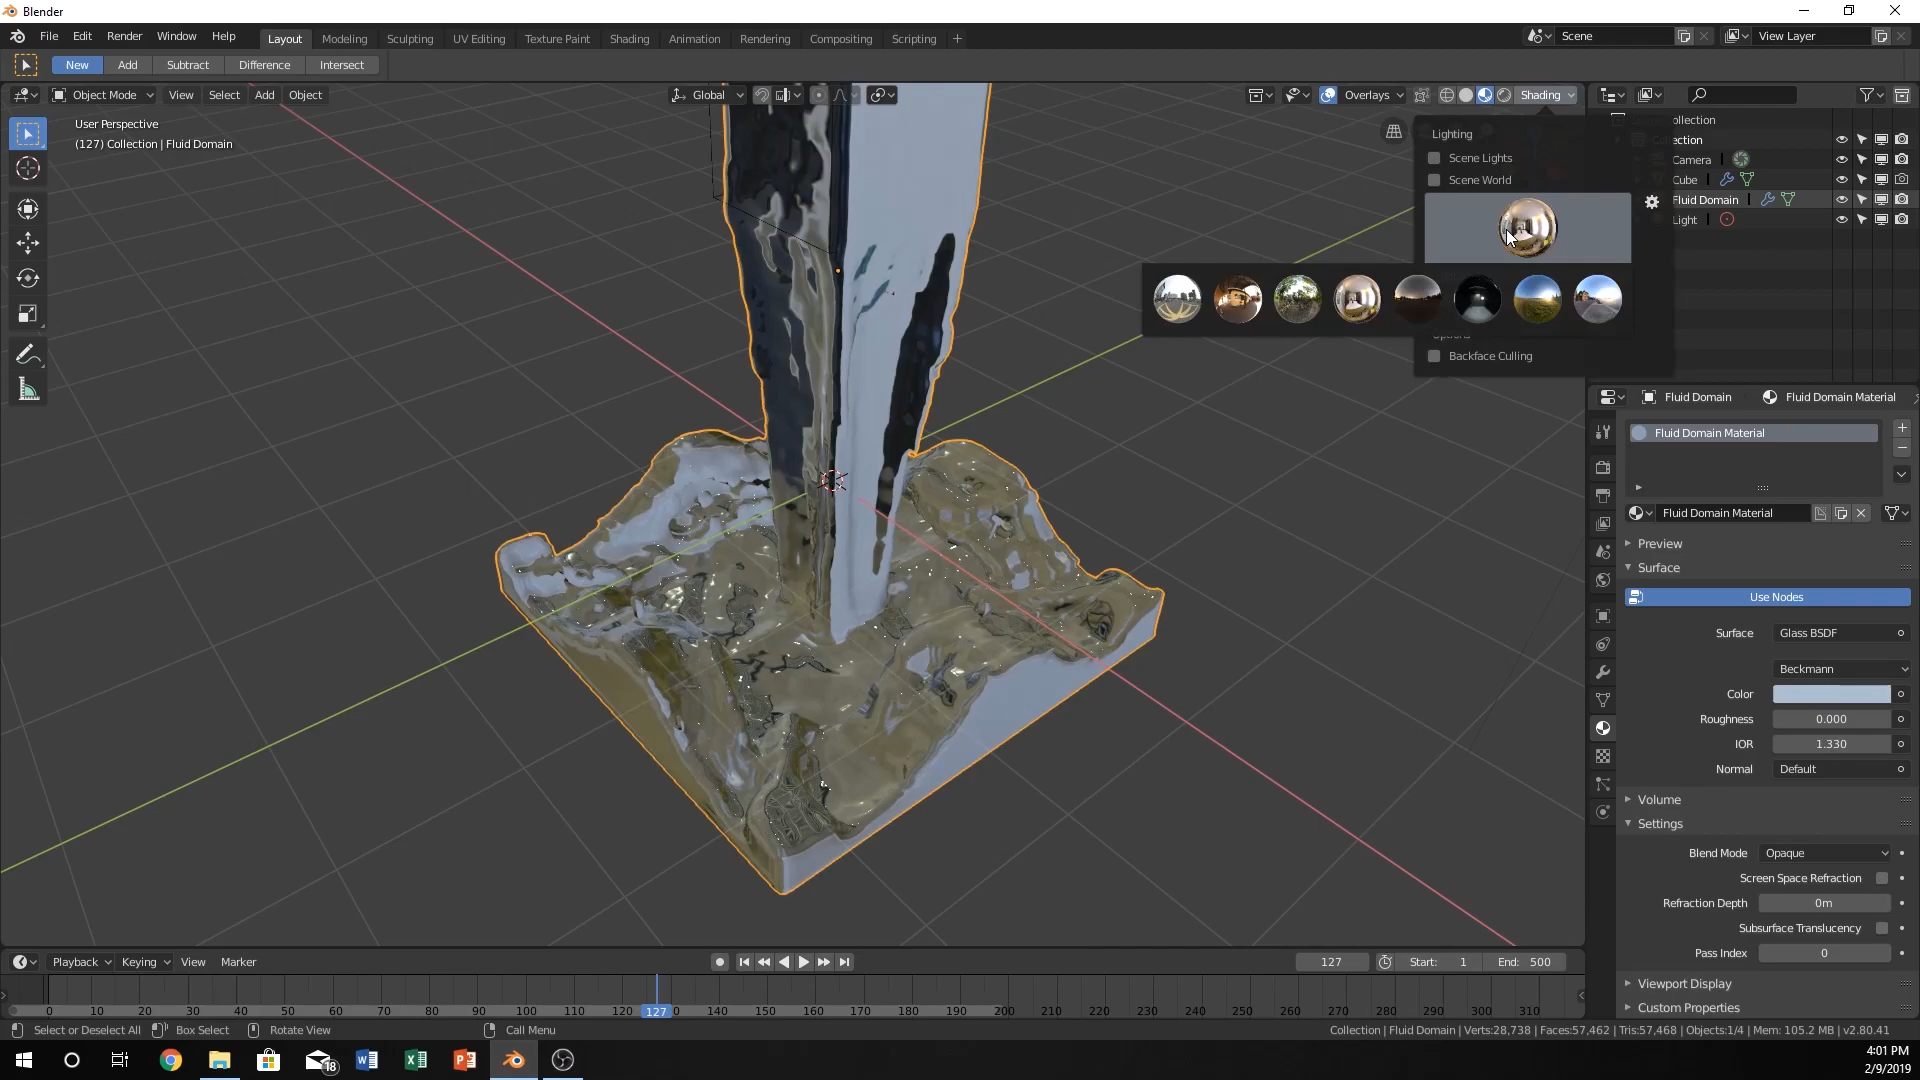 Blender
File Edit Render Window Help
Layout Modeling Sculpting UV Editing Texture Paint Shading Animation Rendering Compositing Scripting +
Scene View Layer
New Add Subtract Difference Intersect
Object Mode View Select Add Object
Global
Overlays Shading
User Perspective
(127) Collection | Fluid Domain
Lighting
Scene Lights
Scene World
Backface Culling
Camera
Cube
Fluid Domain
Light
Fluid Domain Fluid Domain Material
Fluid Domain Material
Fluid Domain Material
Preview
Surface
Use Nodes
Surface Glass BSDF
Beckmann
Color
Roughness 0.000
IOR 1.330
Normal Default
Volume
Settings
Blend Mode Opaque
Screen Space Refraction
Refraction Depth 0m
Subsurface Translucency
Pass Index 0
Viewport Display
Custom Properties
Playback Keying View Marker
127 Start: 1 End: 500
0 10 20 30 40 50 60 70 80 90 100 110 120 127 0 140 150 160 170 180 190 200 210 220 230 240 250 260 270 280 290 300 310
Select or Deselect All Box Select Rotate View Call Menu
Collection | Fluid Domain | Verts:28,738 | Faces:57,462 | Tris:57,468 | Objects:1/4 | Mem: 105.2 MB | v2.80.41
18
4:01 PM
2/9/2019